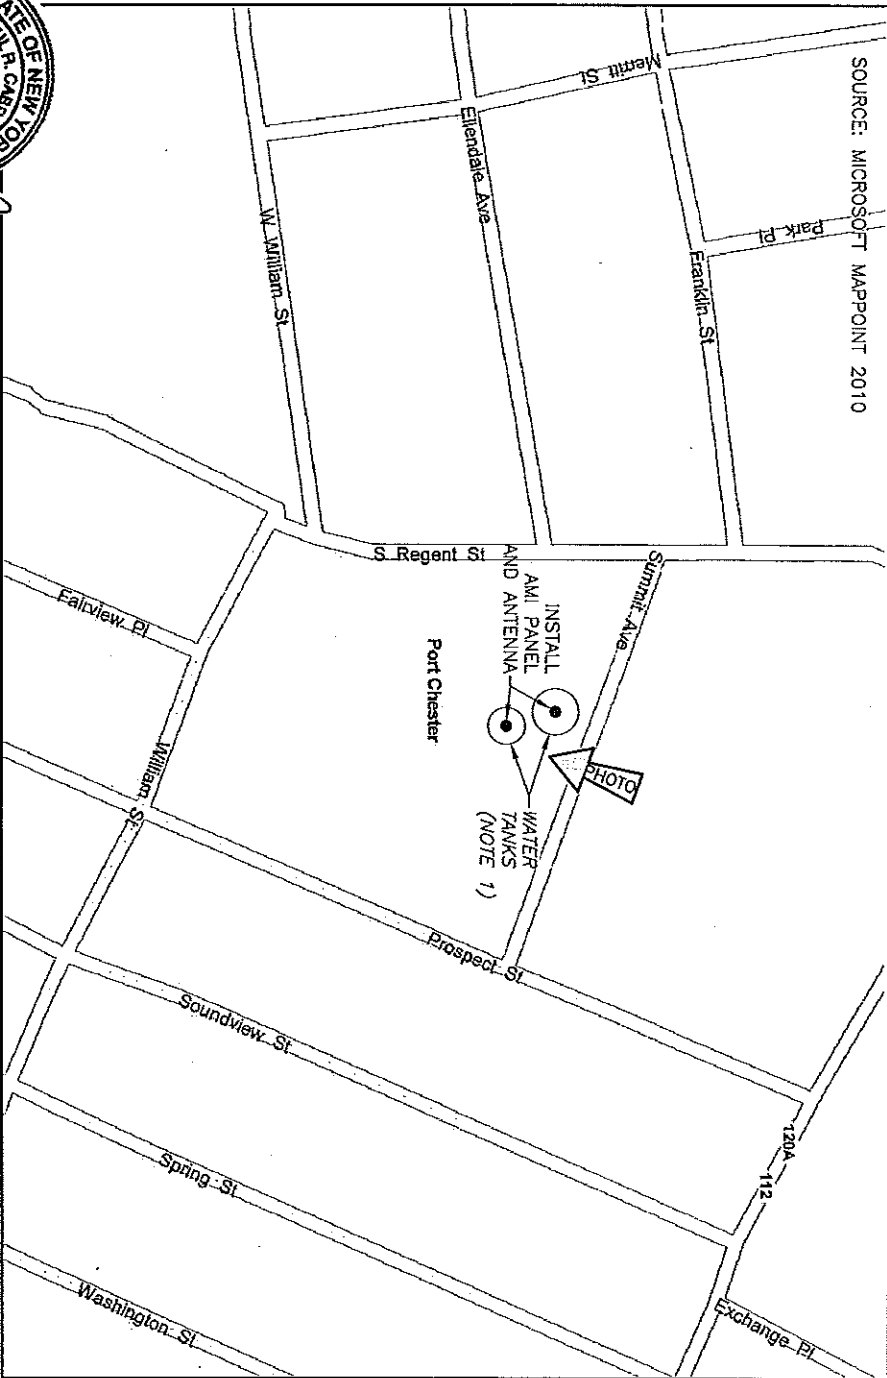 SOURCE: MICROSOFT MAPPOINT 2010
Merritt St
Park Pl
Ellendale Ave
Franklin St
W William St
S Regent St
Summit Ave
INSTALL
AMI PANEL
AND ANTENNA
PHOTO
WATER
TANKS
(NOTE 1)
Port Chester
Fairview Pl
William St
Prospect St
Soundview St
120A
112
Spring St
Exchange Pl
Washington St
STATE OF NEW YOR